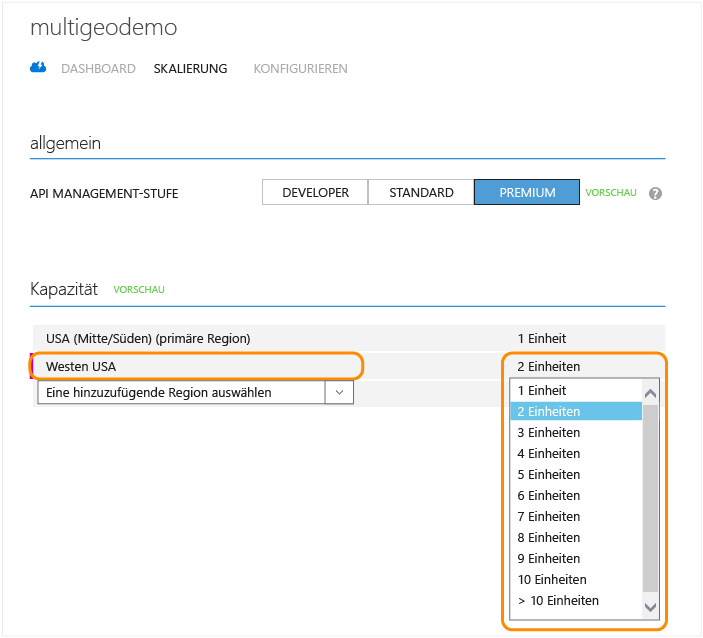 multigeodemo
DASHBOARD SKALIERUNG KONFIGURIEREN
allgemein
API MANAGEMENT-STUFE DEVELOPER STANDARD PREMIUM VORSCHAU ?
Kapazität VORSCHAU
USA (Mitte/Süden) (primäre Region) 1 Einheit
Westen USA 2 Einheiten
Eine hinzuzufügende Region auswählen 1 Einheit
2 Einheiten
3 Einheiten
4 Einheiten
5 Einheiten
6 Einheiten
7 Einheiten
8 Einheiten
9 Einheiten
10 Einheiten
> 10 Einheiten